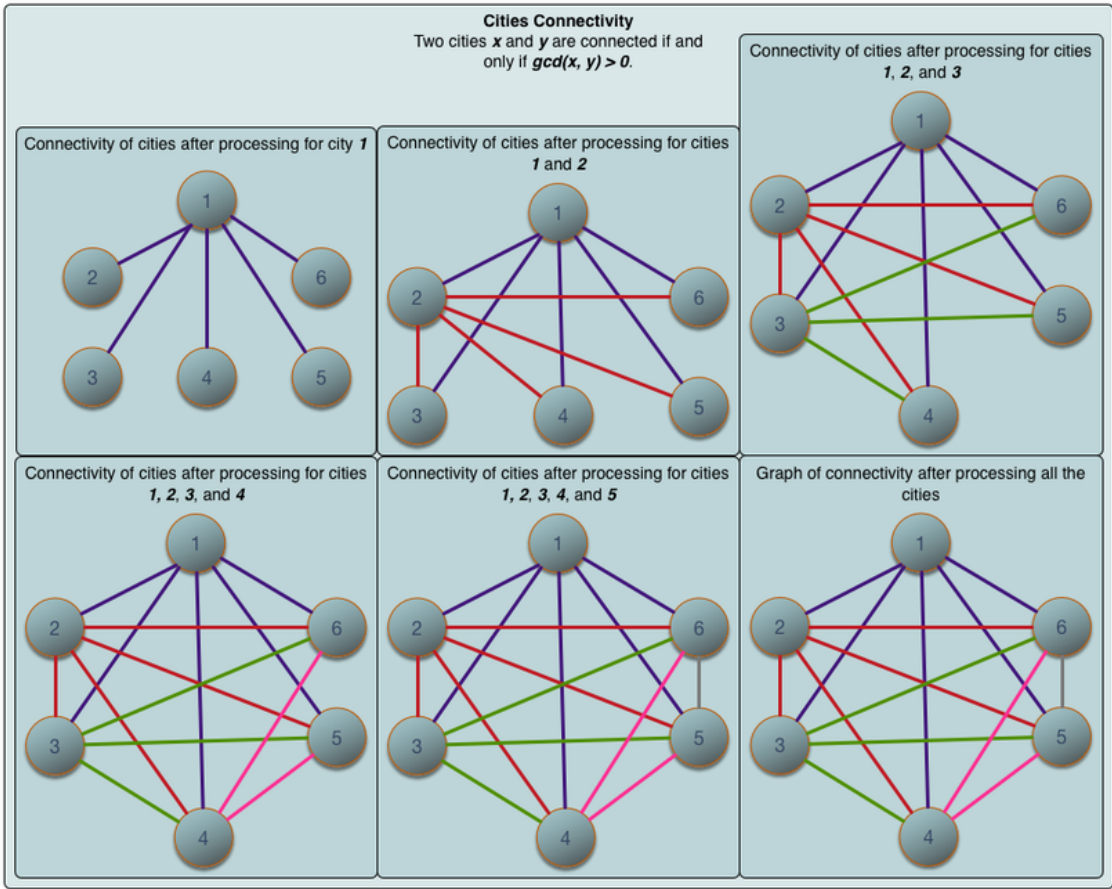 Cities Connectivity
Two cities x and y are connected if and
only if gcd(x, y) > 0.
Connectivity of cities after processing for city 1
1
2
6
3
4
5
Connectivity of cities after processing for cities
1 and 2
1
2
6
3
4
5
Connectivity of cities after processing for cities
1, 2, and 3
1
2
6
3
5
4
Connectivity of cities after processing for cities
1, 2, 3, and 4
1
2
6
3
5
4
Connectivity of cities after processing for cities
1, 2, 3, 4, and 5
1
2
6
3
5
4
Graph of connectivity after processing all the
cities
1
2
6
3
5
4